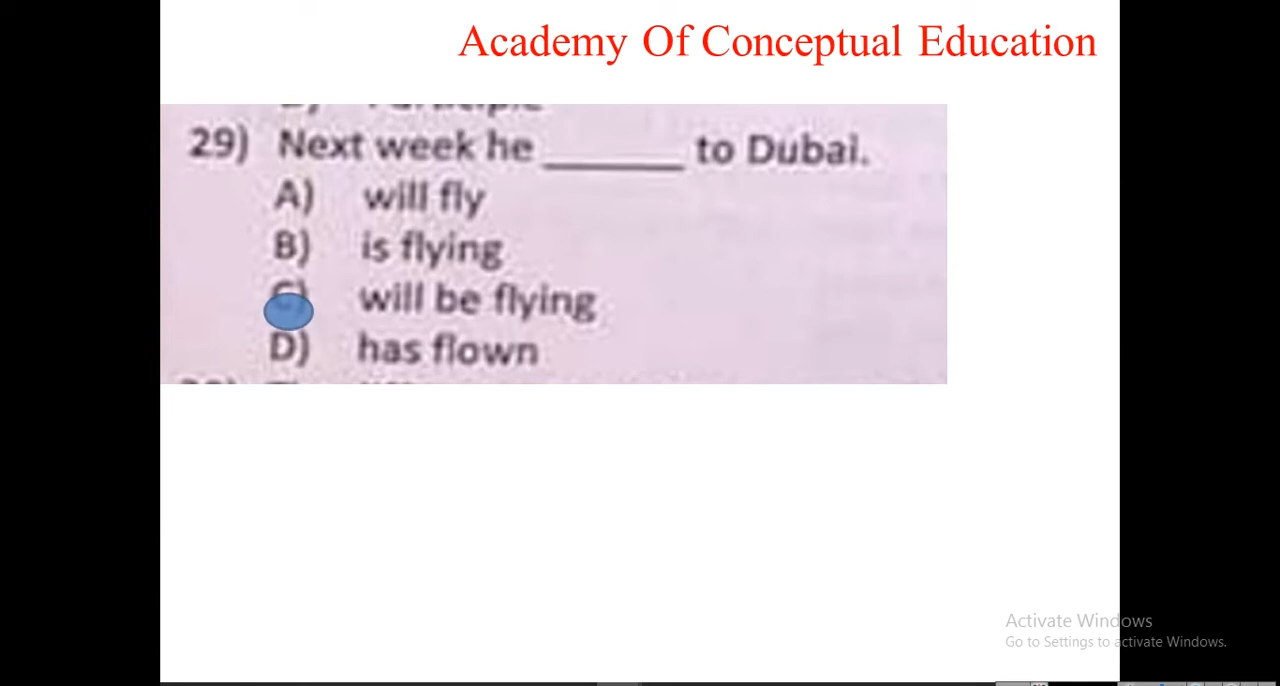 Academy Of Conceptual Education
29) Next week he ______ to Dubai.
A) will fly
B) is flying
will be flying
D) has flown
Activate Windows
Go to Settings to activate Windows.